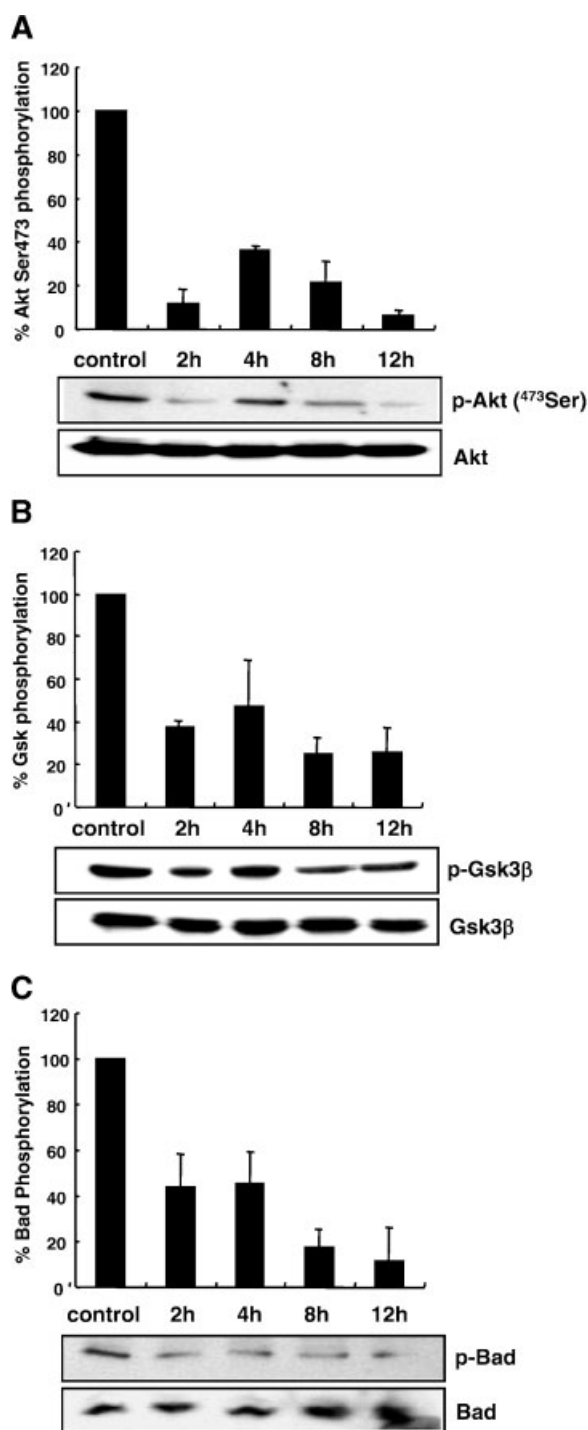 A
% Akt Ser473 phosphorylation
120
100
80
60
40
20
0
control 2h 4h 8h 12h
p-Akt (⁴⁷³Ser)
Akt
B
% Gsk phosphorylation
120
100
80
60
40
20
0
control 2h 4h 8h 12h
p-Gsk3β
Gsk3β
C
% Bad Phosphorylation
120
100
80
60
40
20
0
control 2h 4h 8h 12h
p-Bad
Bad